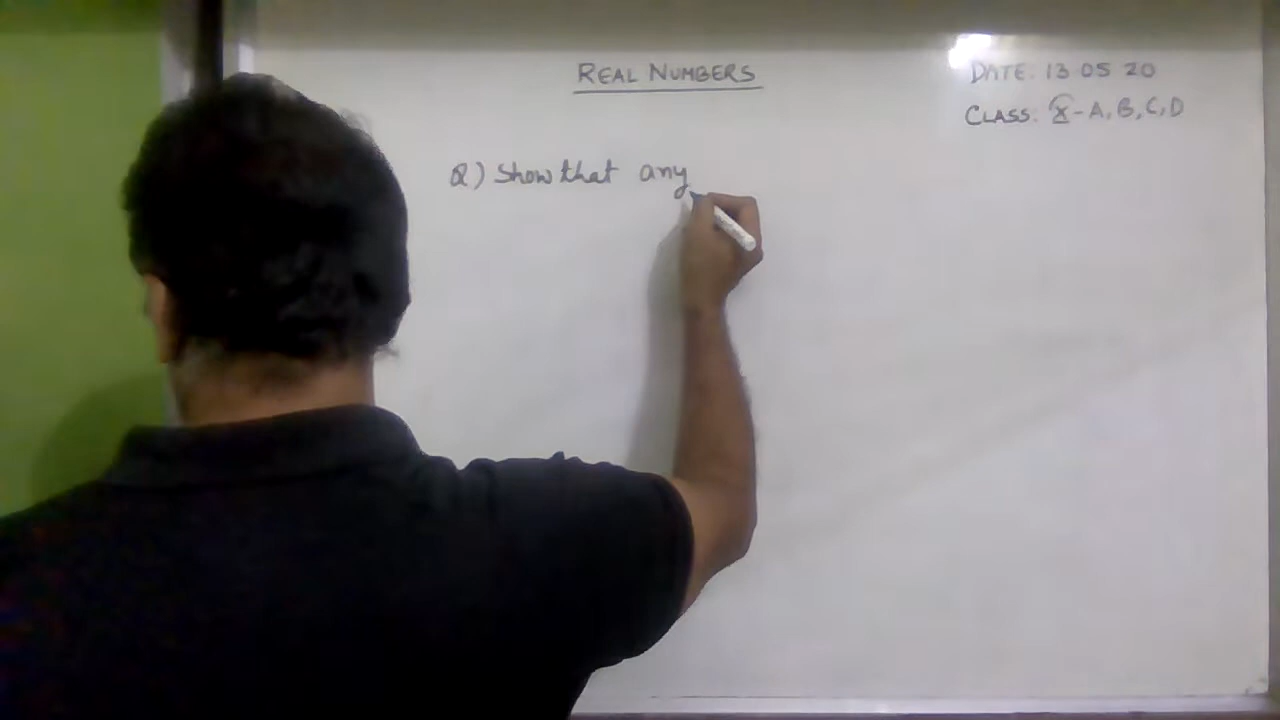 REAL NUMBERS
DATE: 13 05 20
CLASS: X - A, B, C, D
Q) Show that any